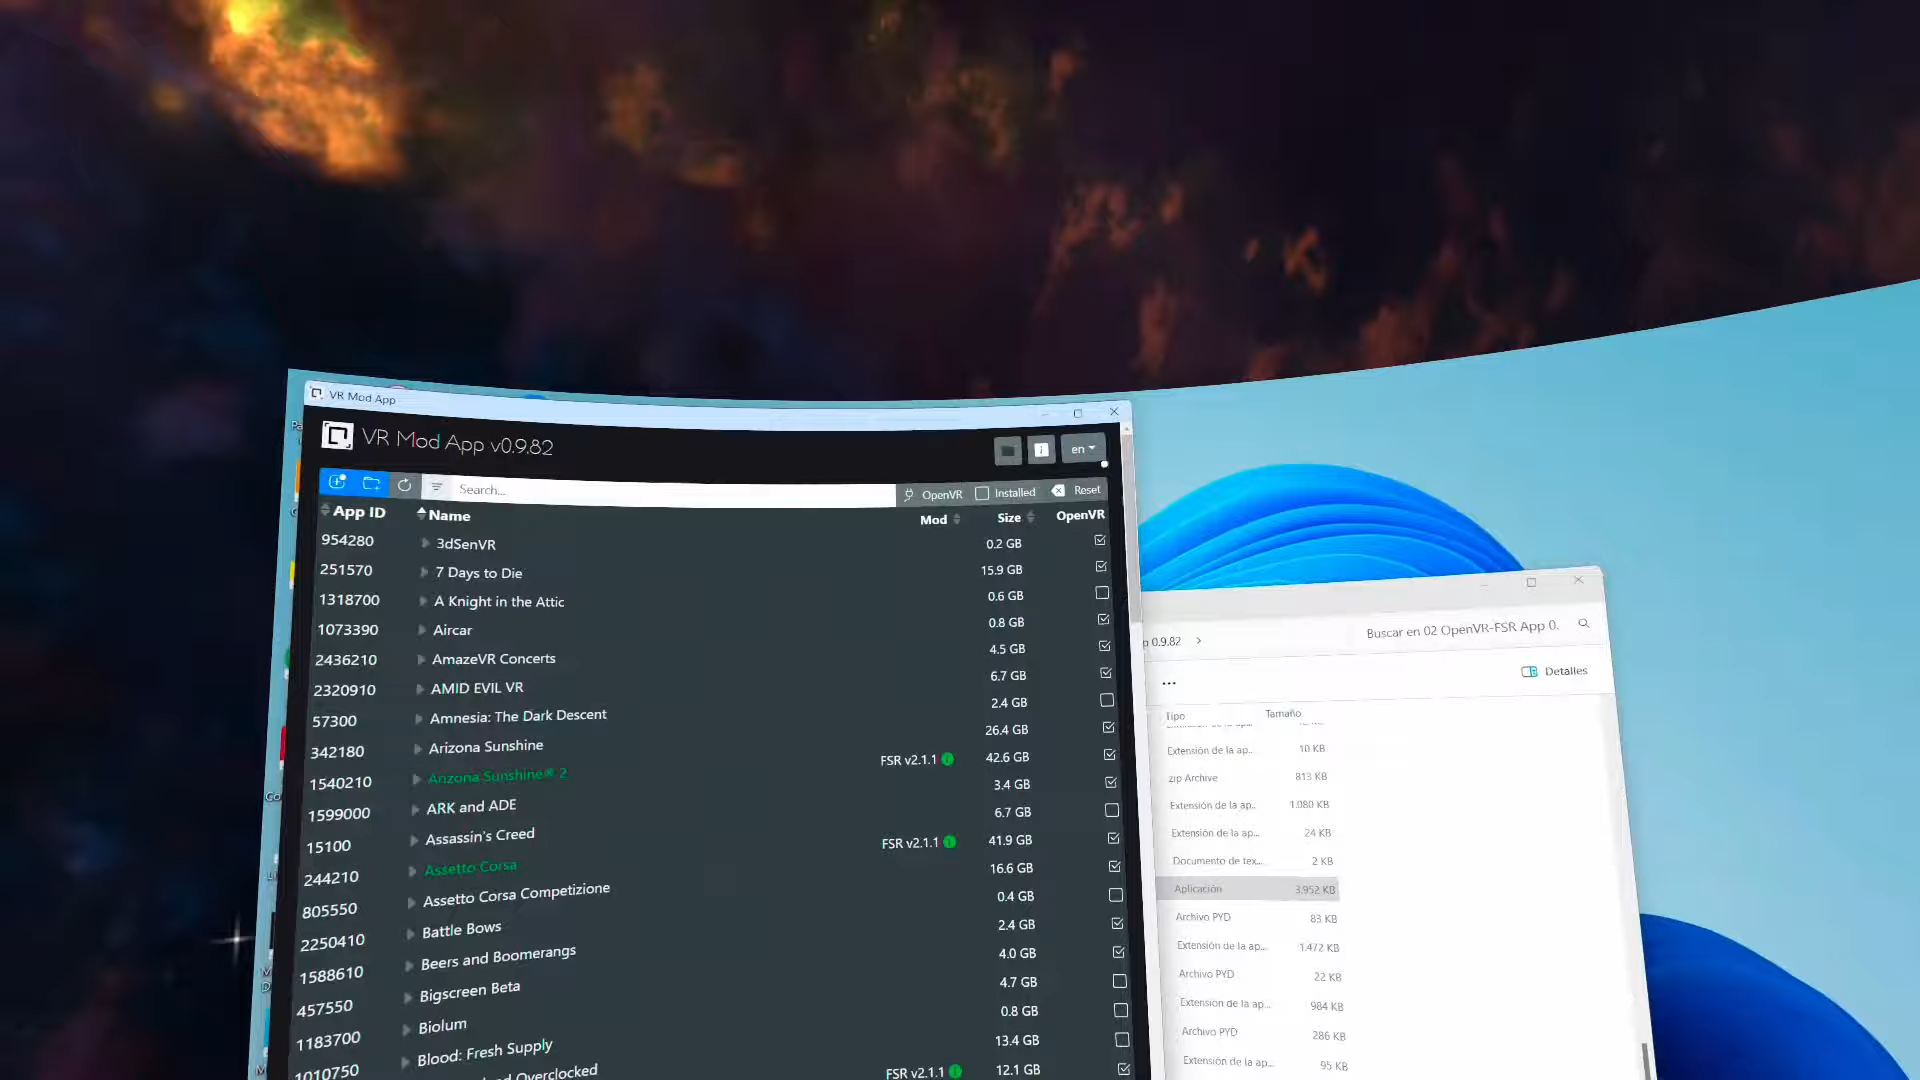 VR Mod App
VR Mod App v0.9.82
en
Search...
OpenVR
Installed
Reset
App ID
Name
Mod
Size
OpenVR
954280
3dSenVR
0.2 GB
251570
7 Days to Die
15.9 GB
1318700
A Knight in the Attic
0.6 GB
1073390
Aircar
0.8 GB
2436210
AmazeVR Concerts
4.5 GB
2320910
AMID EVIL VR
6.7 GB
57300
Amnesia: The Dark Descent
2.4 GB
342180
Arizona Sunshine
26.4 GB
1540210
Arizona Sunshine® 2
FSR v2.1.1
42.6 GB
1599000
ARK and ADE
3.4 GB
15100
Assassin's Creed
6.7 GB
244210
Assetto Corsa
FSR v2.1.1
41.9 GB
805550
Assetto Corsa Competizione
16.6 GB
2250410
Battle Bows
0.4 GB
1588610
Beers and Boomerangs
2.4 GB
457550
Bigscreen Beta
4.0 GB
1183700
Biolum
4.7 GB
1010750
Blood: Fresh Supply
0.8 GB
13.4 GB
Overclocked
FSR v2.1.1
12.1 GB
p 0.9.82
Buscar en 02 OpenVR-FSR App 0.
...
Detalles
Tipo
Tamaño
Extensión de la ap...
10 KB
zip Archive
813 KB
Extensión de la ap...
1.080 KB
Extensión de la ap...
24 KB
Documento de tex...
2 KB
Aplicación
3.952 KB
Archivo PYD
83 KB
Extensión de la ap...
1.472 KB
Archivo PYD
22 KB
Extensión de la ap...
984 KB
Archivo PYD
286 KB
Extensión de la ap...
95 KB